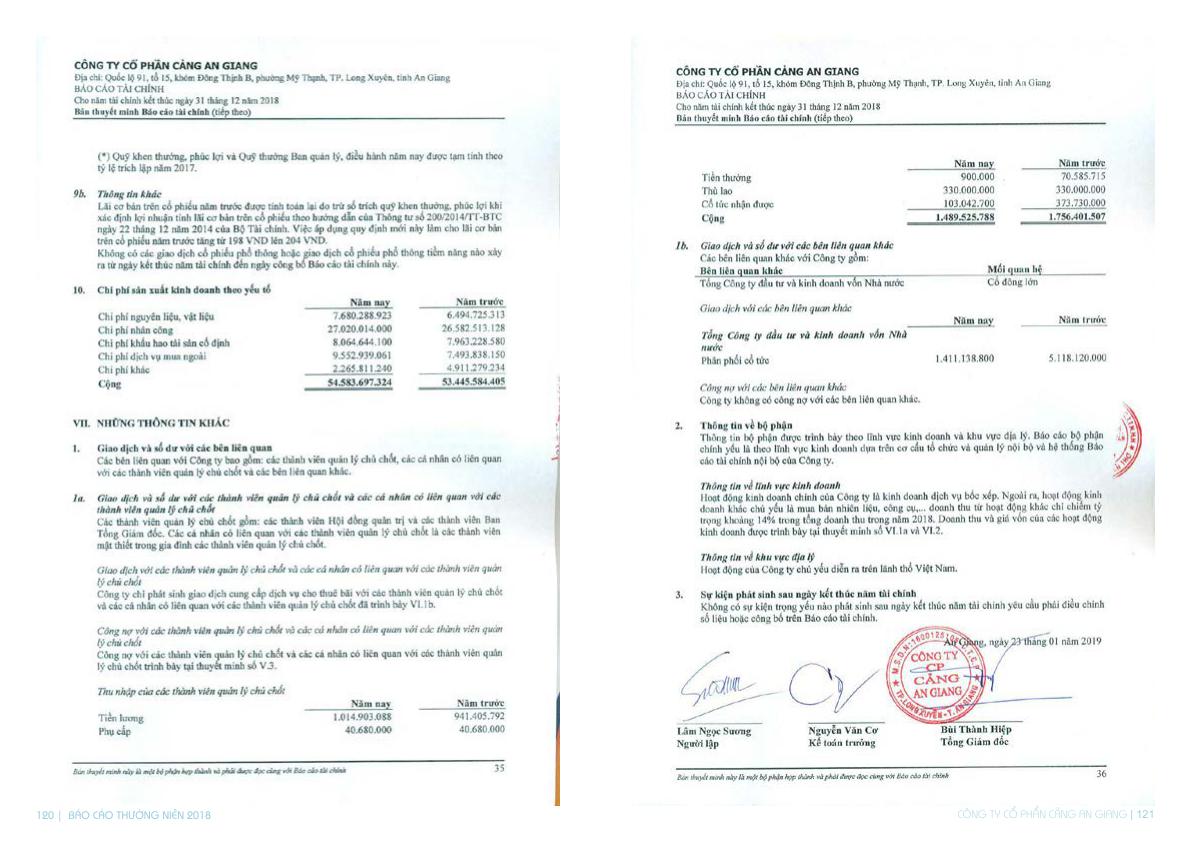 CÔNG TY CỔ PHẦN CẢNG AN GIANG
Địa chỉ: Quốc lộ 91, tổ 15, khóm Đông Thịnh B, phường Mỹ Thạnh, TP. Long Xuyên, tỉnh An Giang
BÁO CÁO TÀI CHÍNH
Cho năm tài chính kết thúc ngày 31 tháng 12 năm 2018
Bản thuyết minh Báo cáo tài chính (tiếp theo)
(*) Quỹ khen thưởng, phúc lợi và Quỹ thưởng Ban quản lý, điều hành năm nay được tạm tính theo
tỷ lệ trích lập năm 2017.
9b. Thông tin khác
Lãi cơ bản trên cổ phiếu năm trước được tính toán lại do trừ số trích quỹ khen thưởng, phúc lợi khi
xác định lợi nhuận tính lãi cơ bản trên cổ phiếu theo hướng dẫn của Thông tư số 200/2014/TT-BTC
ngày 22 tháng 12 năm 2014 của Bộ Tài chính. Việc áp dụng quy định mới này làm cho lãi cơ bản
trên cổ phiếu năm trước tăng từ 198 VND lên 204 VND.
Không có các giao dịch cổ phiếu phổ thông hoặc giao dịch cổ phiếu phổ thông tiềm năng nào xảy
ra từ ngày kết thúc năm tài chính đến ngày công bố Báo cáo tài chính này.
10. Chi phí sản xuất kinh doanh theo yếu tố
Năm nay Năm trước
Chi phí nguyên liệu, vật liệu 7.680.288.923 6.494.725.313
Chi phí nhân công 27.020.014.000 26.582.513.128
Chi phí khấu hao tài sản cố định 8.064.644.100 7.963.228.580
Chi phí dịch vụ mua ngoài 9.552.939.061 7.493.838.150
Chi phí khác 2.265.811.240 4.911.279.234
Cộng 54.583.697.324 53.445.584.405
VII. NHỮNG THÔNG TIN KHÁC
1. Giao dịch và số dư với các bên liên quan
Các bên liên quan với Công ty bao gồm: các thành viên quản lý chủ chốt, các cá nhân có liên quan
với các thành viên quản lý chủ chốt và các bên liên quan khác.
1a. Giao dịch và số dư với các thành viên quản lý chủ chốt và các cá nhân có liên quan với các
thành viên quản lý chủ chốt
Các thành viên quản lý chủ chốt gồm: các thành viên Hội đồng quản trị và các thành viên Ban
Tổng Giám đốc. Các cá nhân có liên quan với các thành viên quản lý chủ chốt là các thành viên
mật thiết trong gia đình các thành viên quản lý chủ chốt.
Giao dịch với các thành viên quản lý chủ chốt và các cá nhân có liên quan với các thành viên quản
lý chủ chốt
Công ty chỉ phát sinh giao dịch cung cấp dịch vụ cho thuê bãi với các thành viên quản lý chủ chốt
và các cá nhân có liên quan với các thành viên quản lý chủ chốt đã trình bày VI.1b.
Công nợ với các thành viên quản lý chủ chốt và các cá nhân có liên quan với các thành viên quản
lý chủ chốt
Công nợ với các thành viên quản lý chủ chốt và các cá nhân có liên quan với các thành viên quản
lý chủ chốt trình bày tại thuyết minh số V.3.
Thu nhập của các thành viên quản lý chủ chốt
Năm nay Năm trước
Tiền lương 1.014.903.088 941.405.792
Phụ cấp 40.680.000 40.680.000
Bản thuyết minh này là một bộ phận hợp thành và phải được đọc cùng với Báo cáo tài chính 35
120 | BÁO CÁO THƯỜNG NIÊN 2018
CÔNG TY CỔ PHẦN CẢNG AN GIANG
Địa chỉ: Quốc lộ 91, tổ 15, khóm Đông Thịnh B, phường Mỹ Thạnh, TP. Long Xuyên, tỉnh An Giang
BÁO CÁO TÀI CHÍNH
Cho năm tài chính kết thúc ngày 31 tháng 12 năm 2018
Bản thuyết minh Báo cáo tài chính (tiếp theo)
Năm nay Năm trước
Tiền thưởng 900.000 70.585.715
Thù lao 330.000.000 330.000.000
Cổ tức nhận được 103.042.700 373.730.000
Cộng 1.489.525.788 1.756.401.507
1b. Giao dịch và số dư với các bên liên quan khác
Các bên liên quan khác với Công ty gồm:
Bên liên quan khác Mối quan hệ
Tổng Công ty đầu tư và kinh doanh vốn Nhà nước Cổ đông lớn
Giao dịch với các bên liên quan khác
Năm nay Năm trước
Tổng Công ty đầu tư và kinh doanh vốn Nhà
nước
Phân phối cổ tức 1.411.138.800 5.118.120.000
Công nợ với các bên liên quan khác
Công ty không có công nợ với các bên liên quan khác.
2. Thông tin về bộ phận
Thông tin bộ phận được trình bày theo lĩnh vực kinh doanh và khu vực địa lý. Báo cáo bộ phận
chính yếu là theo lĩnh vực kinh doanh dựa trên cơ cấu tổ chức và quản lý nội bộ và hệ thống Báo
cáo tài chính nội bộ của Công ty.
Thông tin về lĩnh vực kinh doanh
Hoạt động kinh doanh chính của Công ty là kinh doanh dịch vụ bốc xếp. Ngoài ra, hoạt động kinh
doanh khác chủ yếu là mua bán nhiên liệu, công cụ,... doanh thu từ hoạt động khác chỉ chiếm tỷ
trọng khoảng 14% trong tổng doanh thu trong năm 2018. Doanh thu và giá vốn của các hoạt động
kinh doanh được trình bày tại thuyết minh số VI.1a và VI.2.
Thông tin về khu vực địa lý
Hoạt động của Công ty chủ yếu diễn ra trên lãnh thổ Việt Nam.
3. Sự kiện phát sinh sau ngày kết thúc năm tài chính
Không có sự kiện trọng yếu nào phát sinh sau ngày kết thúc năm tài chính yêu cầu phải điều chỉnh
số liệu hoặc công bố trên Báo cáo tài chính.
An Giang, ngày 23 tháng 01 năm 2019
CÔNG TY
CP
CẢNG
AN GIANG
TP. LONG XUYÊN - T. AN GIANG
Lâm Ngọc Sương Nguyễn Văn Cơ Bùi Thành Hiệp
Người lập Kế toán trưởng Tổng Giám đốc
Bản thuyết minh này là một bộ phận hợp thành và phải được đọc cùng với Báo cáo tài chính 36
CÔNG TY CỔ PHẦN CẢNG AN GIANG | 121